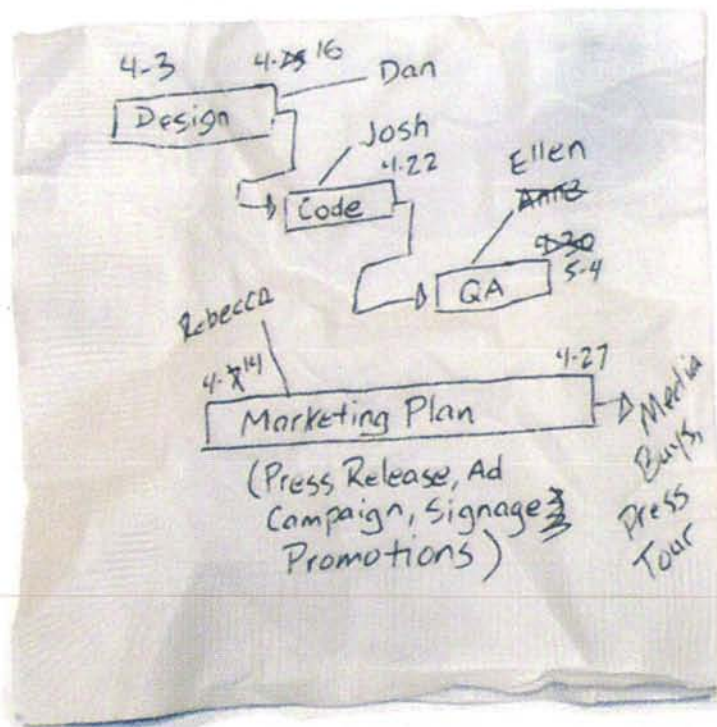 4-3 4-16
Dan
Design
Josh
4-22
Ellen
Code
QA
5-4
Rebecca
4-14
4-27
Marketing Plan
Media
Buys,
Press
Tour
(Press Release, Ad
Campaign, Signage
Promotions)